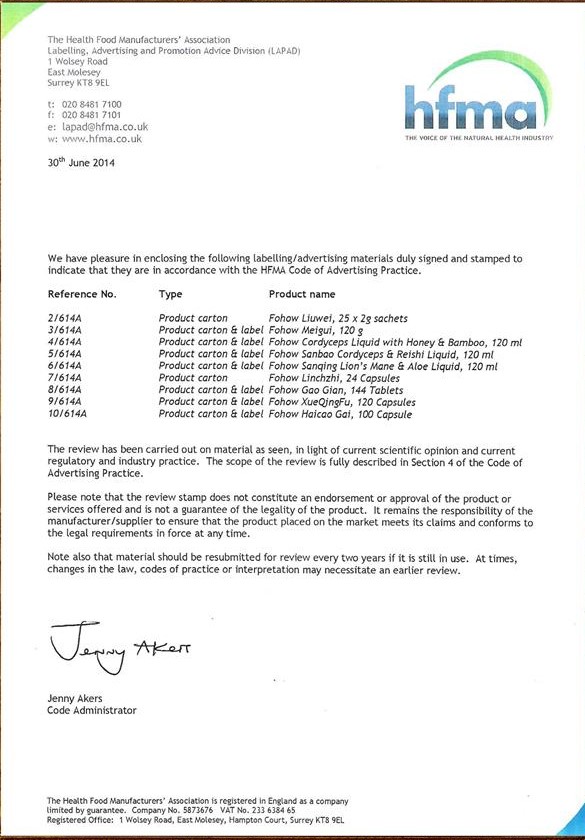 The Health Food Manufacturers' Association
Labelling, Advertising and Promotion Advice Division (LAPAD)
1 Wolsey Road
East Molesey
Surrey KT8 9EL
t: 020 8481 7100
f: 020 8481 7101
e: lapad@hfma.co.uk
w: www.hfma.co.uk
hfma
THE VOICE OF THE NATURAL HEALTH INDUSTRY
30th June 2014
We have pleasure in enclosing the following labelling/advertising materials duly signed and stamped to
indicate that they are in accordance with the HFMA Code of Advertising Practice.
Reference No. Type Product name
2/614A Product carton Fohow Liuwei, 25 x 2g sachets
3/614A Product carton & label Fohow Meigui, 120 g
4/614A Product carton & label Fohow Cordyceps Liquid with Honey & Bamboo, 120 ml
5/614A Product carton & label Fohow Sanbao Cordyceps & Reishi Liquid, 120 ml
6/614A Product carton & label Fohow Sanqing Lion's Mane & Aloe Liquid, 120 ml
7/614A Product carton Fohow Linchzhi, 24 Capsules
8/614A Product carton & label Fohow Gao Gian, 144 Tablets
9/614A Product carton & label Fohow XueQingFu, 120 Capsules
10/614A Product carton & label Fohow Haicao Gai, 100 Capsule
The review has been carried out on material as seen, in light of current scientific opinion and current
regulatory and industry practice. The scope of the review is fully described in Section 4 of the Code of
Advertising Practice.
Please note that the review stamp does not constitute an endorsement or approval of the product or
services offered and is not a guarantee of the legality of the product. It remains the responsibility of the
manufacturer/supplier to ensure that the product placed on the market meets its claims and conforms to
the legal requirements in force at any time.
Note also that material should be resubmitted for review every two years if it is still in use. At times,
changes in the law, codes of practice or interpretation may necessitate an earlier review.
Jenny Akers
Jenny Akers
Code Administrator
The Health Food Manufacturers' Association is registered in England as a company
limited by guarantee. Company No. 5873676 VAT No. 233 6384 65
Registered Office: 1 Wolsey Road, East Molesey, Hampton Court, Surrey KT8 9EL